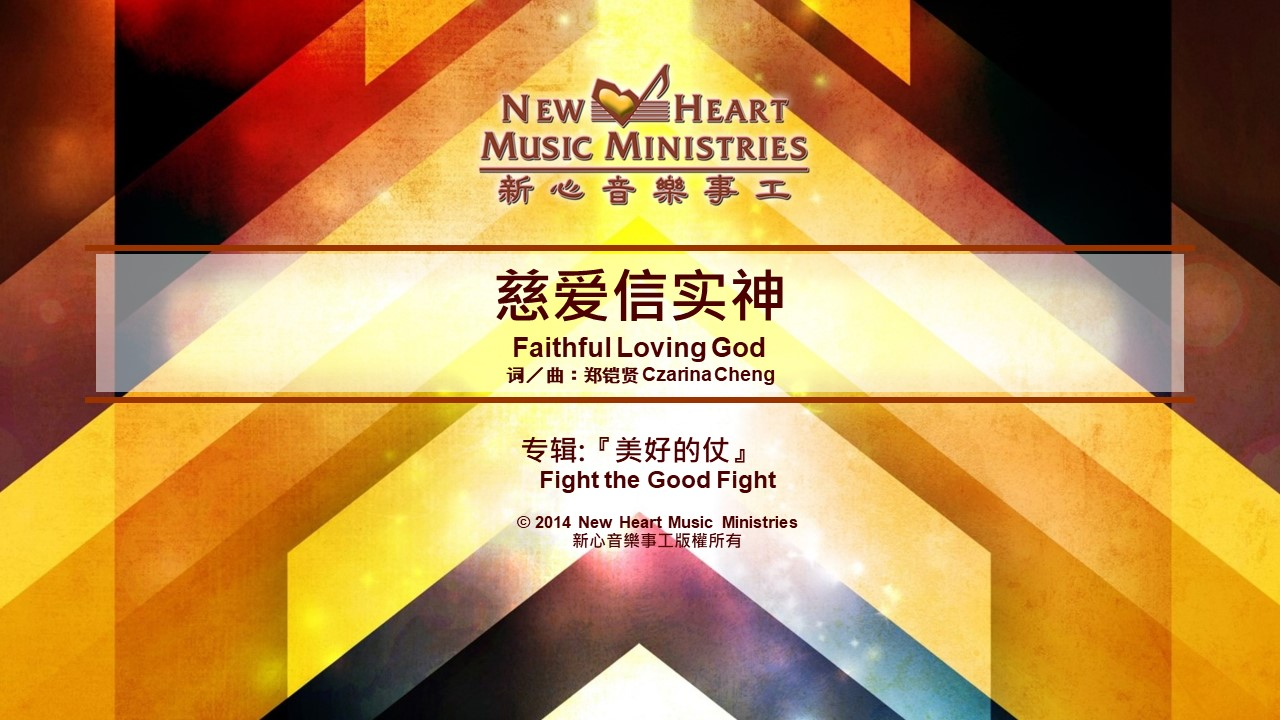 NEW HEART
MUSIC MINISTRIES
新心音樂事工
慈爱信实神
Faithful Loving God
词／曲：郑铠贤 Czarina Cheng
专辑:『美好的仗』
Fight the Good Fight
© 2014 New Heart Music Ministries
新心音樂事工版權所有